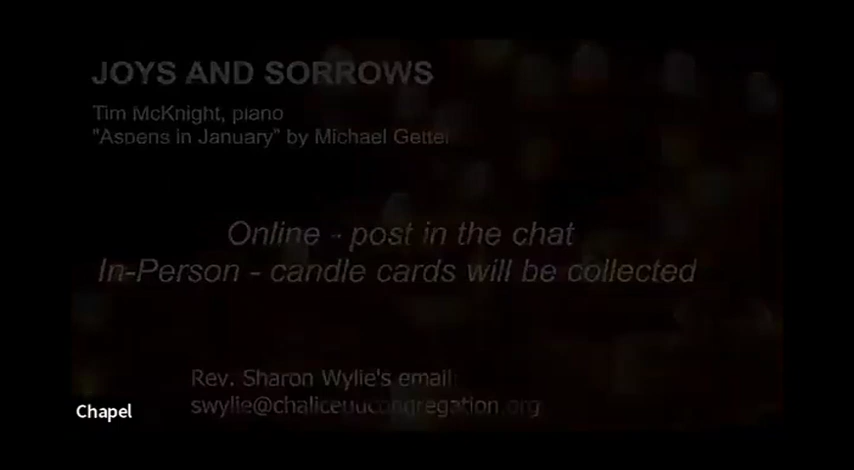 JOYS AND SORROWS
Tim McKnight, piano
"Aspens in January" by Michael Gettel
Online - post in the chat
In-Person - candle cards will be collected
Rev. Sharon Wylie's email
swylie@chaliceuucongregation.org
Chapel